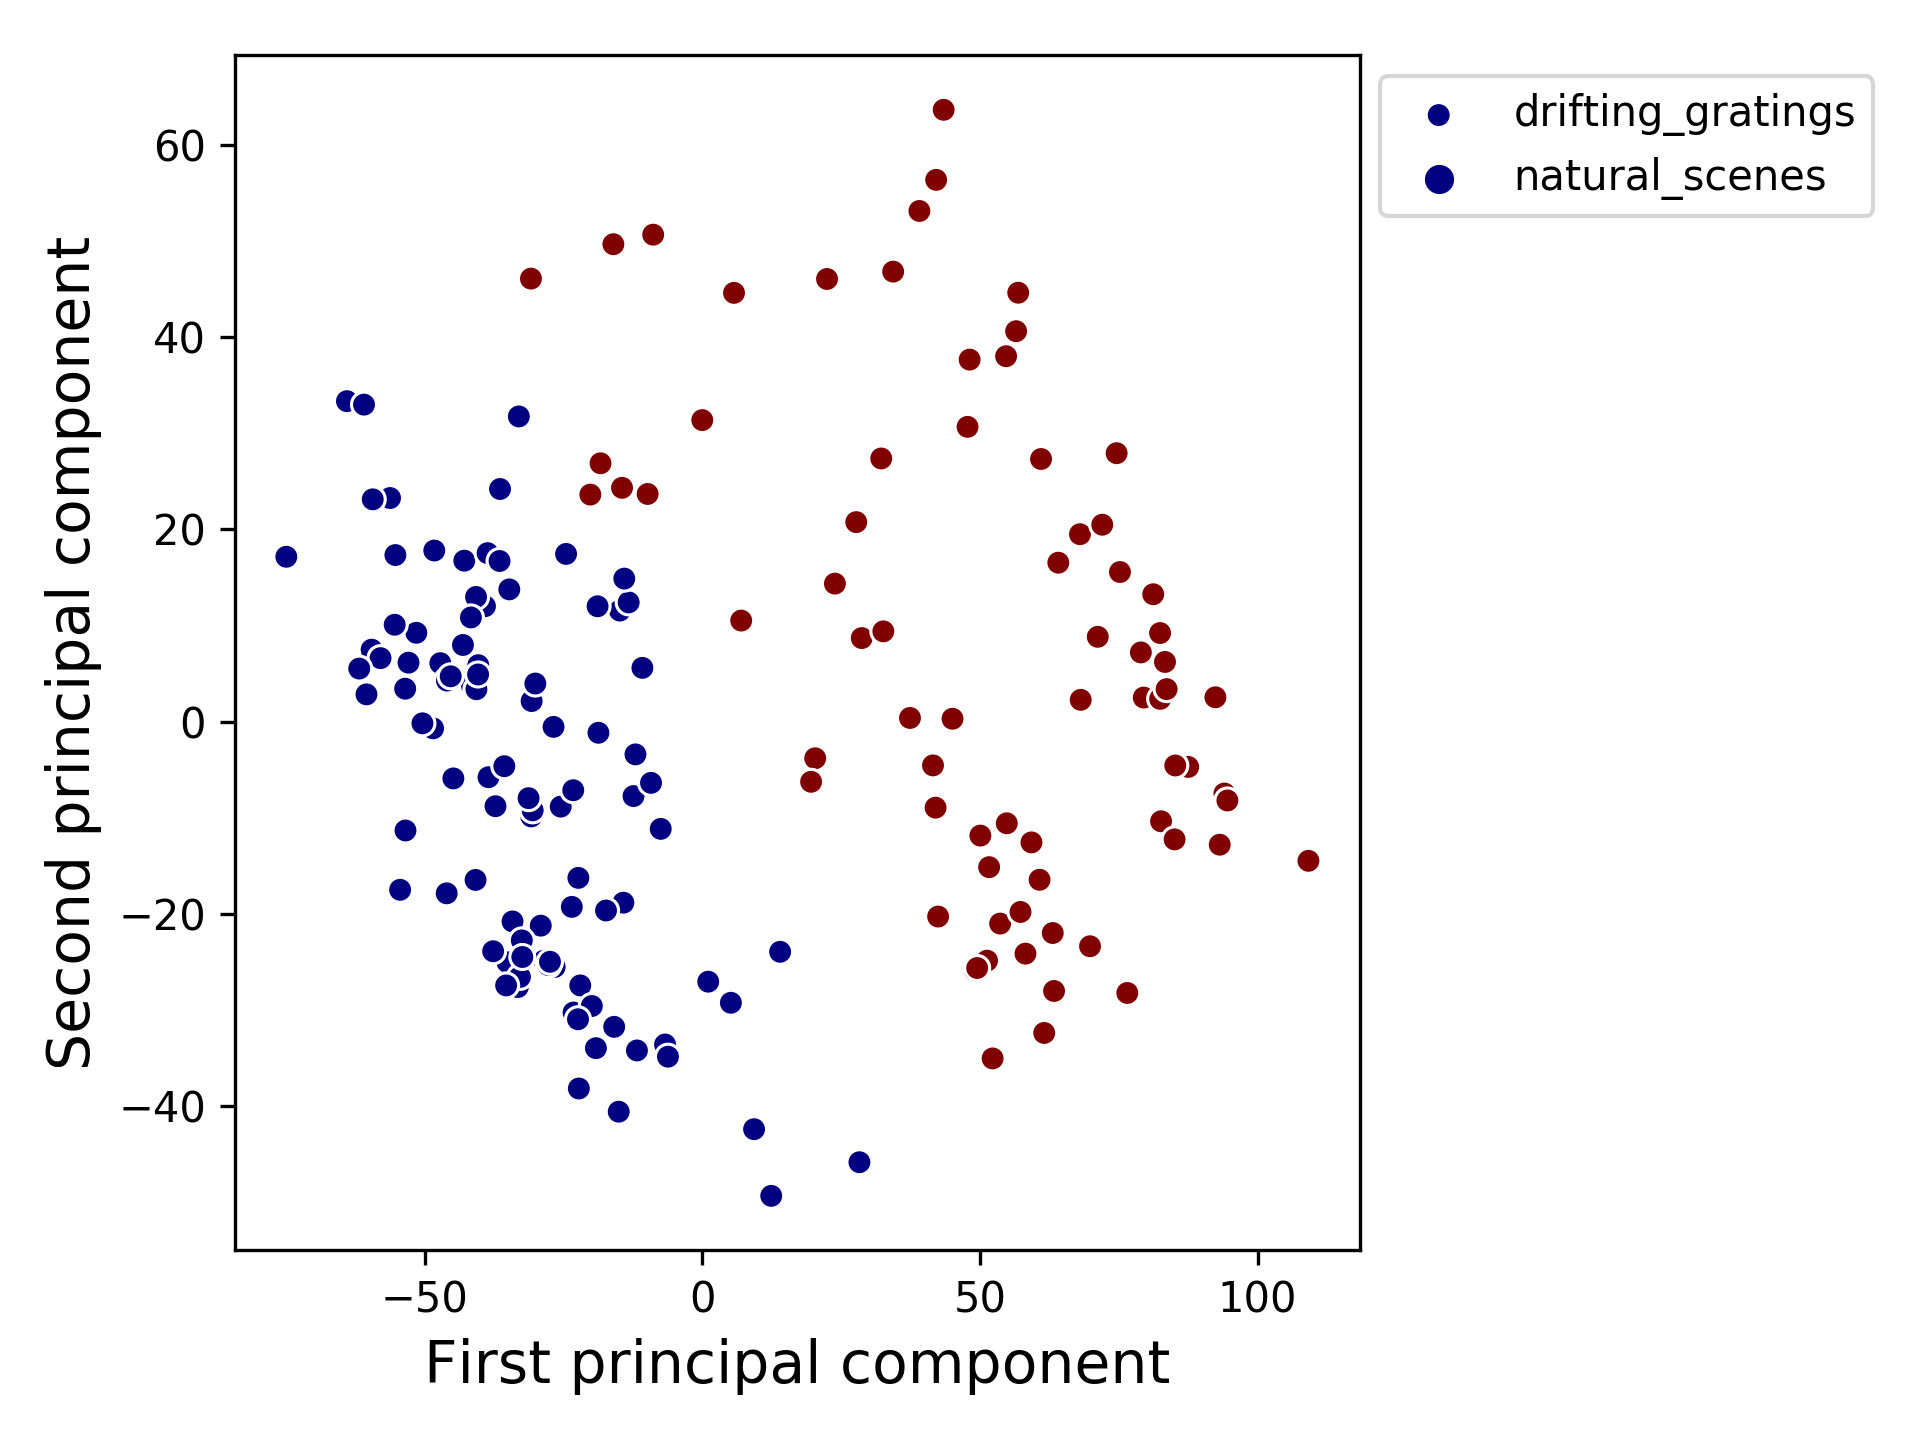 drifting_gratings
natural_scenes
60
40
20
0
−20
−40
Second principal component
−50
0
50
100
First principal component